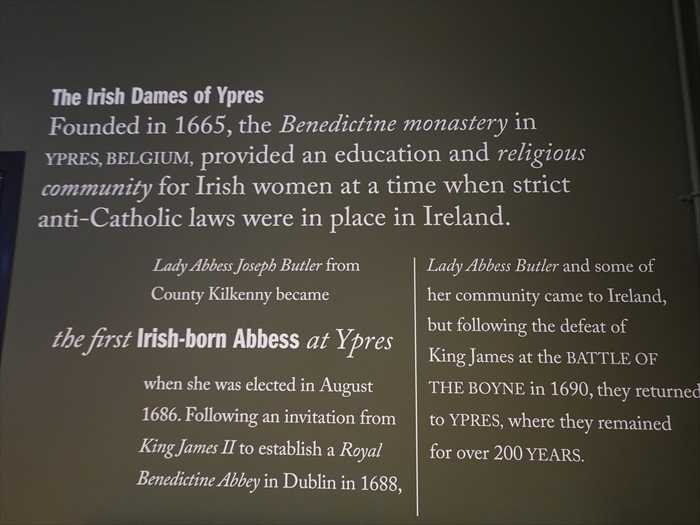 The Irish Dames of Ypres
Founded in 1665, the Benedictine monastery in
YPRES, BELGIUM, provided an education and religious
community for Irish women at a time when strict
anti-Catholic laws were in place in Ireland.
Lady Abbess Joseph Butler from
County Kilkenny became
the first Irish-born Abbess at Ypres
when she was elected in August
1686. Following an invitation from
King James II to establish a Royal
Benedictine Abbey in Dublin in 1688,
Lady Abbess Butler and some of
her community came to Ireland,
but following the defeat of
King James at the BATTLE OF
THE BOYNE in 1690, they returned
to YPRES, where they remained
for over 200 YEARS.